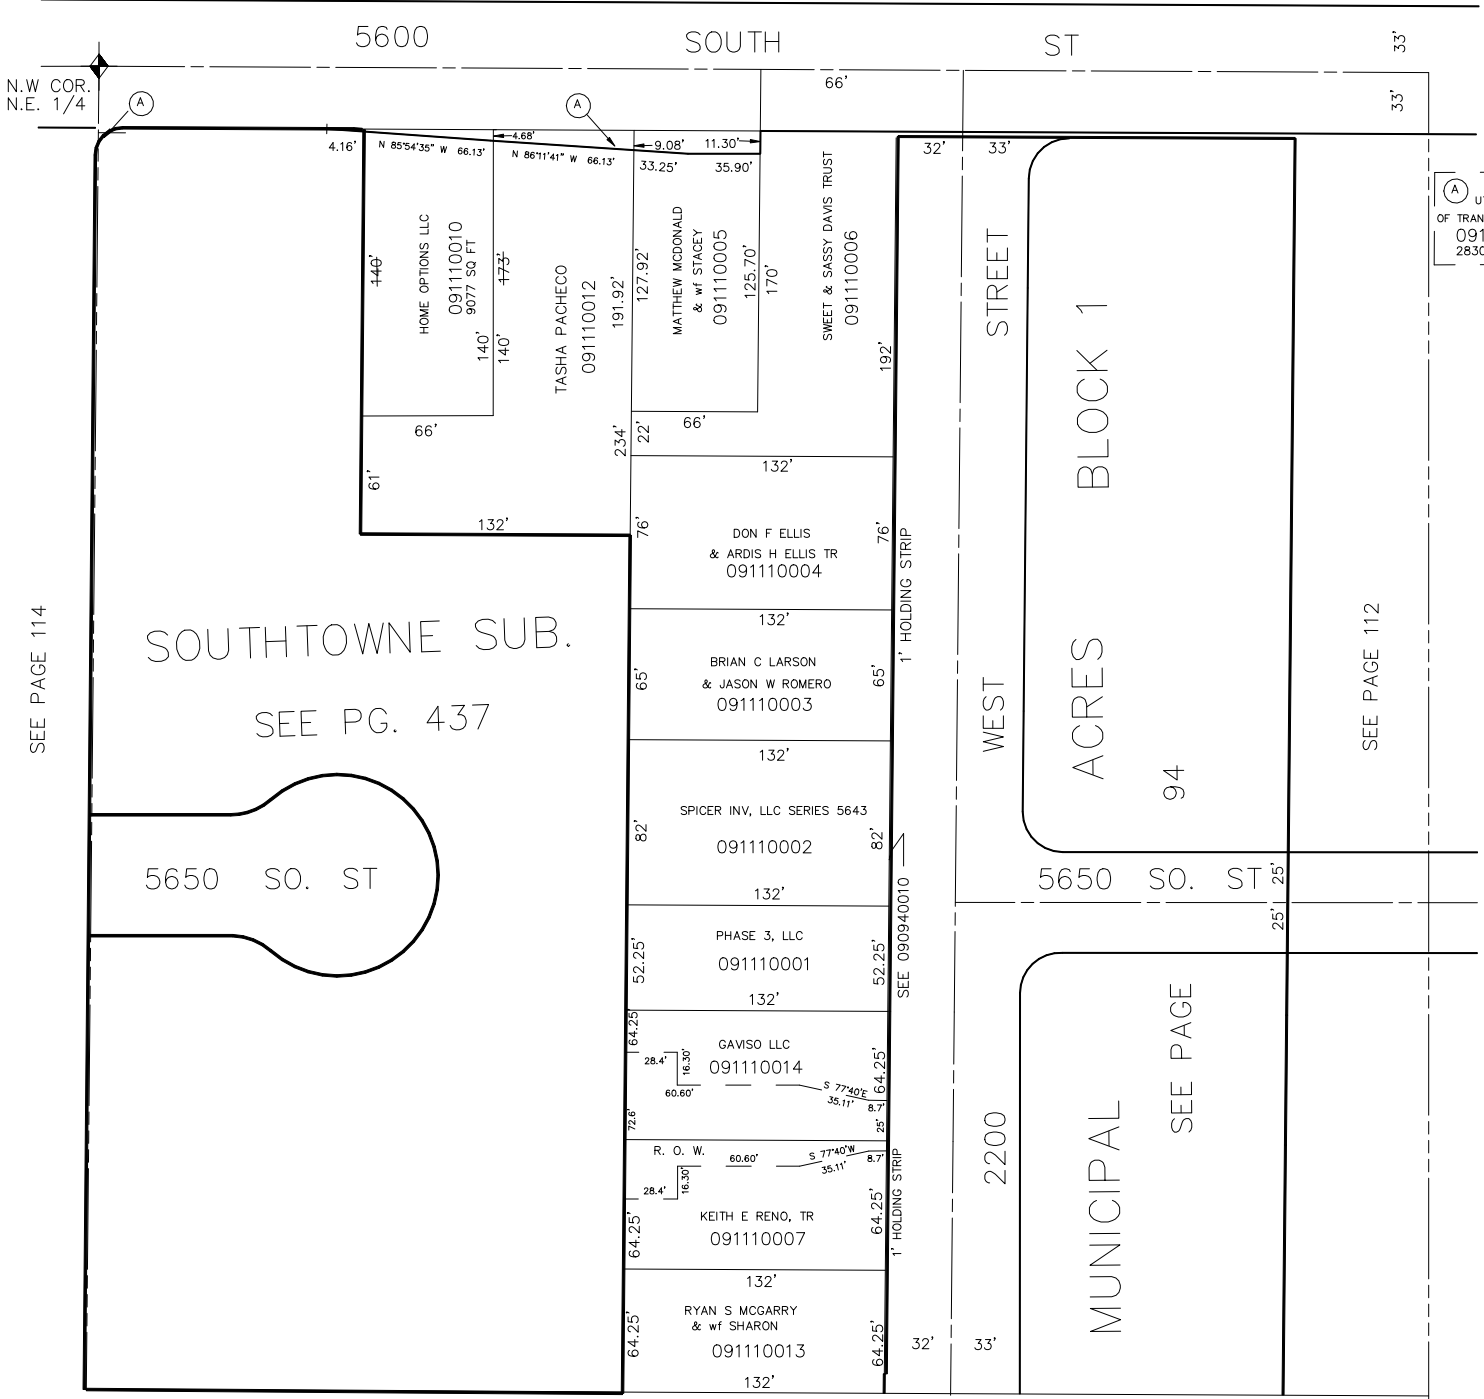 5600 SOUTH ST
33'
33'
66'
N.W COR.
N.E. 1/4
A
A
4.16'
N 85°54'35" W 66.13'
4.68'
N 86°11'41" W 66.13'
9.08'
11.30'
33.25'
35.90'
32'
33'
A
OF TRAN
091
2830
140'
HOME OPTIONS LLC
091110010
9077 SQ FT
173'
140'
140'
66'
TASHA PACHECO
091110012
191.92'
127.92'
MATTHEW MCDONALD
& wf STACEY
091110005
125.70'
170'
66'
SWEET & SASSY DAVIS TRUST
091110006
192'
234'
22'
132'
61'
132'
76'
DON F ELLIS
& ARDIS H ELLIS TR
091110004
76'
132'
65'
BRIAN C LARSON
& JASON W ROMERO
091110003
65'
132'
82'
SPICER INV, LLC SERIES 5643
091110002
82'
132'
52.25'
PHASE 3, LLC
091110001
52.25'
132'
64.25'
GAVISO LLC
091110014
64.25'
28.4'
16.30'
60.60'
S 77°40'E
35.11'
8.7'
72.6'
25'
R. O. W.
60.60'
S 77°40'W
35.11'
8.7'
28.4'
16.30'
KEITH E RENO, TR
091110007
64.25'
64.25'
132'
RYAN S MCGARRY
& wf SHARON
091110013
64.25'
64.25'
132'
SEE PAGE 114
SOUTHTOWNE SUB.
SEE PG. 437
5650 SO. ST
1' HOLDING STRIP
SEE 090940010
1' HOLDING STRIP
2200 WEST STREET
32'
33'
MUNICIPAL ACRES BLOCK 1
SEE PAGE 94
5650 SO. ST
25'
25'
SEE PAGE 112